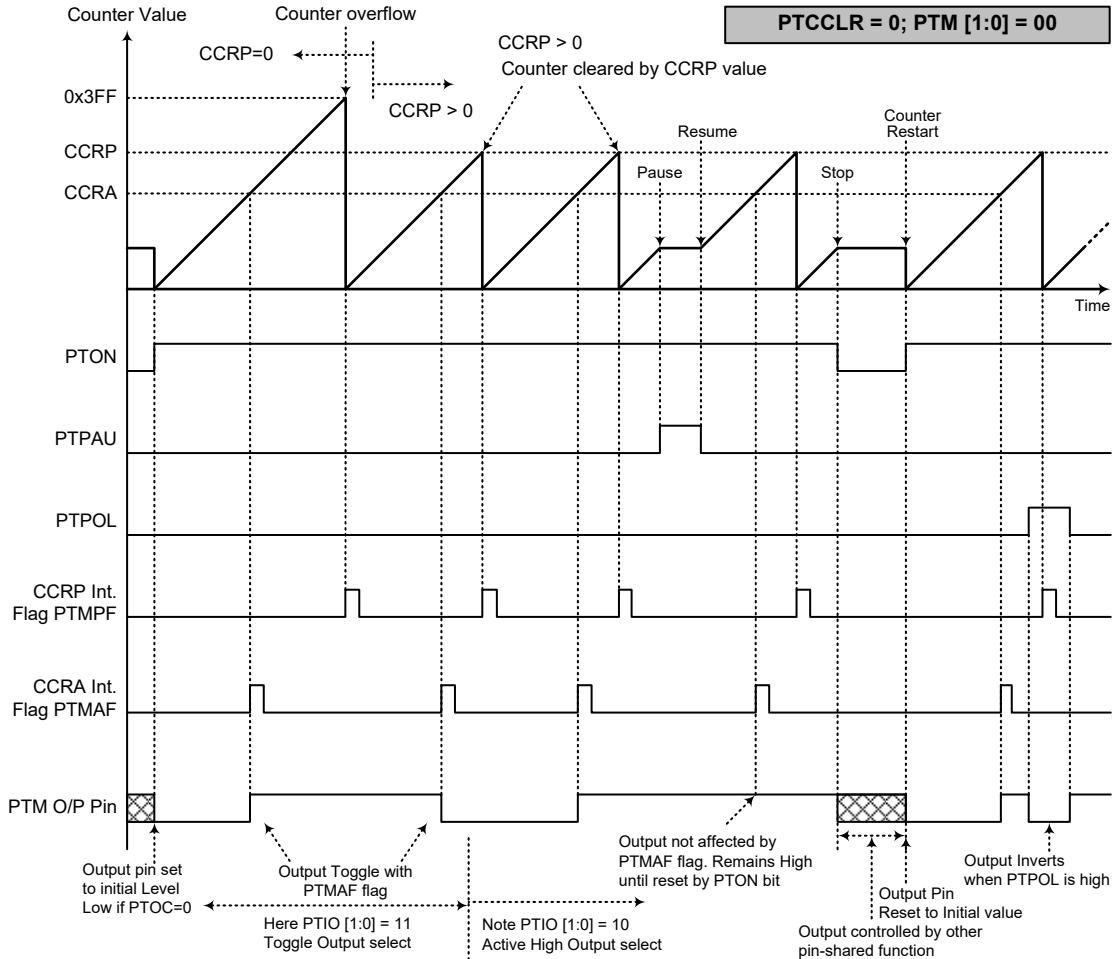 Counter Value
Counter overflow
PTCCLR = 0; PTM [1:0] = 00
CCRP=0
CCRP > 0
CCRP > 0
Counter cleared by CCRP value
0x3FF
CCRP
CCRA
Pause
Resume
Stop
Counter
Restart
Time
PTON
PTPAU
PTPOL
CCRP Int.
Flag PTMPF
CCRA Int.
Flag PTMAF
PTM O/P Pin
Output pin set
to initial Level
Low if PTOC=0
Output Toggle with
PTMAF flag
Here PTIO [1:0] = 11
Toggle Output select
Note PTIO [1:0] = 10
Active High Output select
Output not affected by
PTMAF flag. Remains High
until reset by PTON bit
Output Pin
Reset to Initial value
Output controlled by other
pin-shared function
Output Inverts
when PTPOL is high